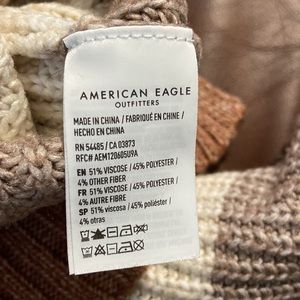 AMERICAN EAGLE
OUTFITTERS
MADE IN CHINA / FABRIQUÉ EN CHINE /
HECHO EN CHINA
RN 54485 / CA 03873
RFC# AEM120605U9A
EN 51% VISCOSE / 45% POLYESTER /
4% OTHER FIBER
FR 51% VISCOSE / 45% POLYESTER /
4% AUTRE FIBRE
SP 51% viscosa / 45% poliéster /
4% otras